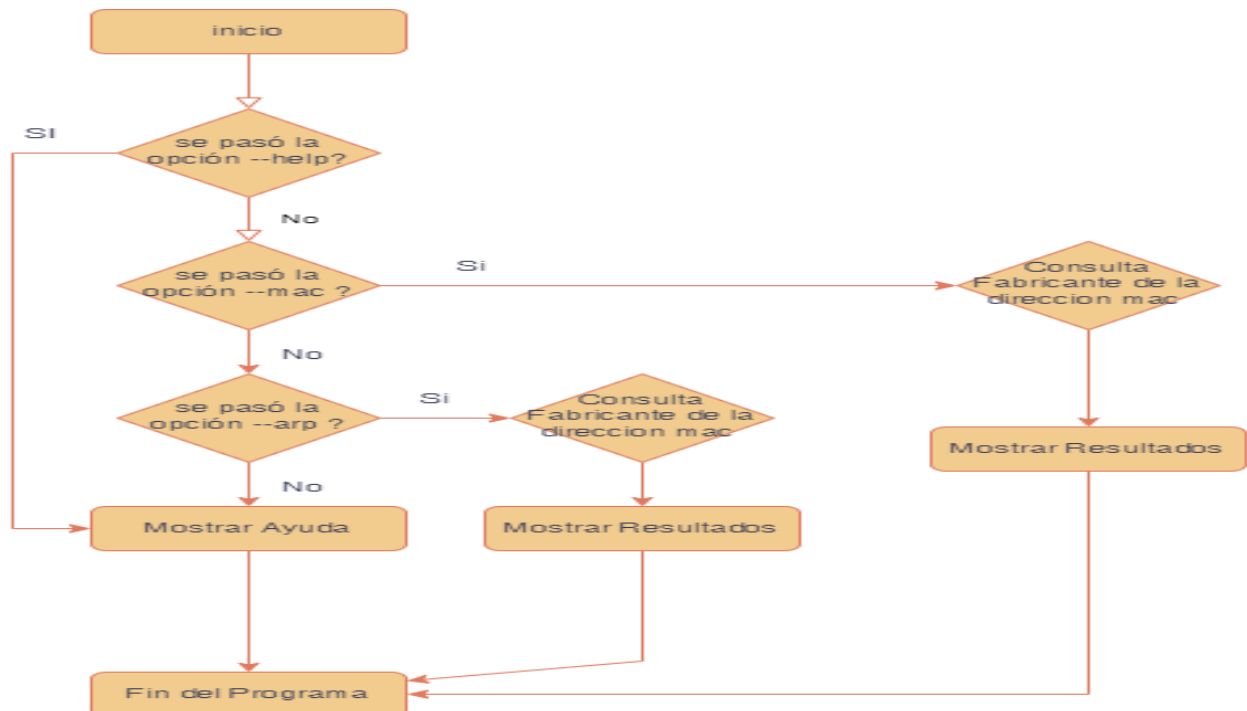 inicio
SI
se pasó la
opción --help?
No
se pasó la
opción --mac ?
Si
Consulta
Fabricante de la
direccion mac
No
se pasó la
opción --arp ?
Si
Consulta
Fabricante de la
direccion mac
Mostrar Resultados
No
Mostrar Ayuda
Mostrar Resultados
Fin del Programa